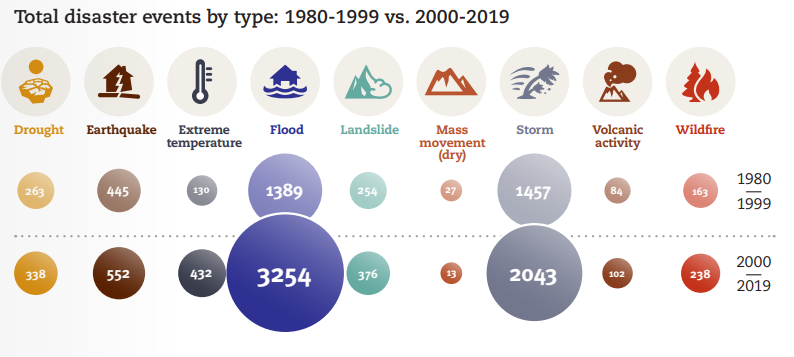 Total disaster events by type: 1980-1999 vs. 2000-2019
Drought
Earthquake
Extreme
temperature
Flood
Landslide
Mass
movement
(dry)
Storm
Volcanic
activity
Wildfire
263 445 130 1389 254 27 1457 84 163
1980
1999
338 552 432 3254 376 13 2043 102 238
2000
2019